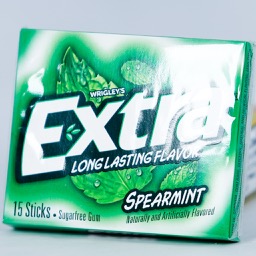 WRIGLEY'S
Extra
LONG LASTING FLAVOR
SPEARMINT
15 Sticks • Sugarfree Gum
Naturally and Artificially Flavored